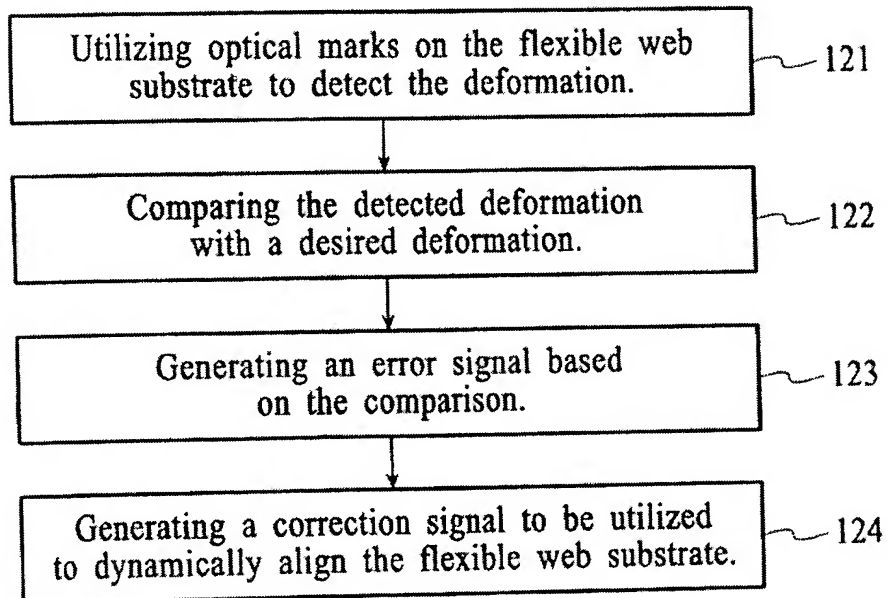 Utilizing optical marks on the flexible web
substrate to detect the deformation.
121
Comparing the detected deformation
with a desired deformation.
122
Generating an error signal based
on the comparison.
123
Generating a correction signal to be utilized
to dynamically align the flexible web substrate.
124